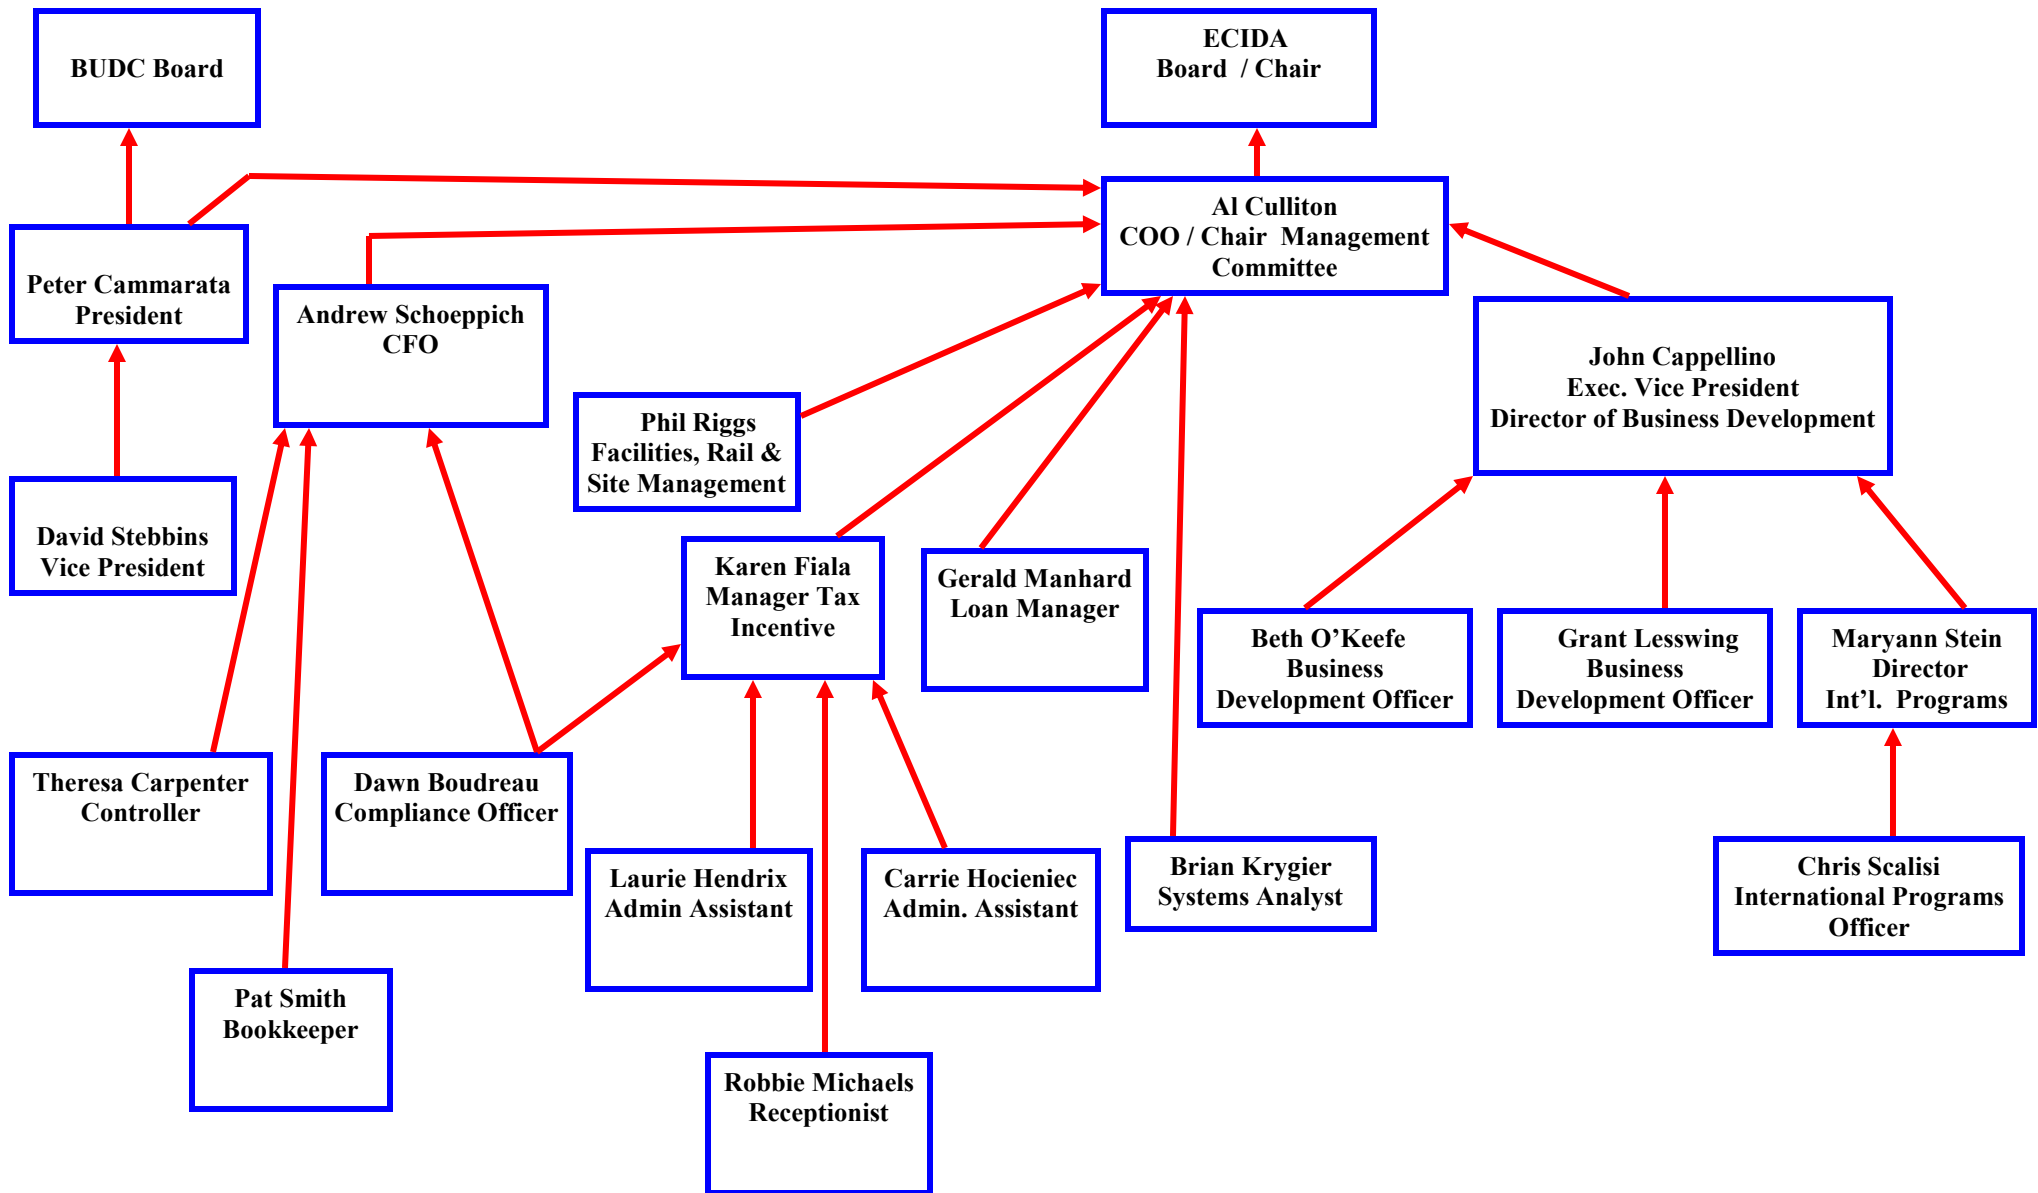 BUDC Board
ECIDA
Board / Chair
Al Culliton
COO / Chair Management
Committee
Peter Cammarata
President
Andrew Schoeppich
CFO
John Cappellino
Exec. Vice President
Director of Business Development
Phil Riggs
Facilities, Rail &
Site Management
David Stebbins
Vice President
Karen Fiala
Manager Tax
Incentive
Gerald Manhard
Loan Manager
Beth O’Keefe
Business
Development Officer
Grant Lesswing
Business
Development Officer
Maryann Stein
Director
Int’l. Programs
Theresa Carpenter
Controller
Dawn Boudreau
Compliance Officer
Laurie Hendrix
Admin Assistant
Carrie Hocieniec
Admin. Assistant
Brian Krygier
Systems Analyst
Chris Scalisi
International Programs
Officer
Pat Smith
Bookkeeper
Robbie Michaels
Receptionist